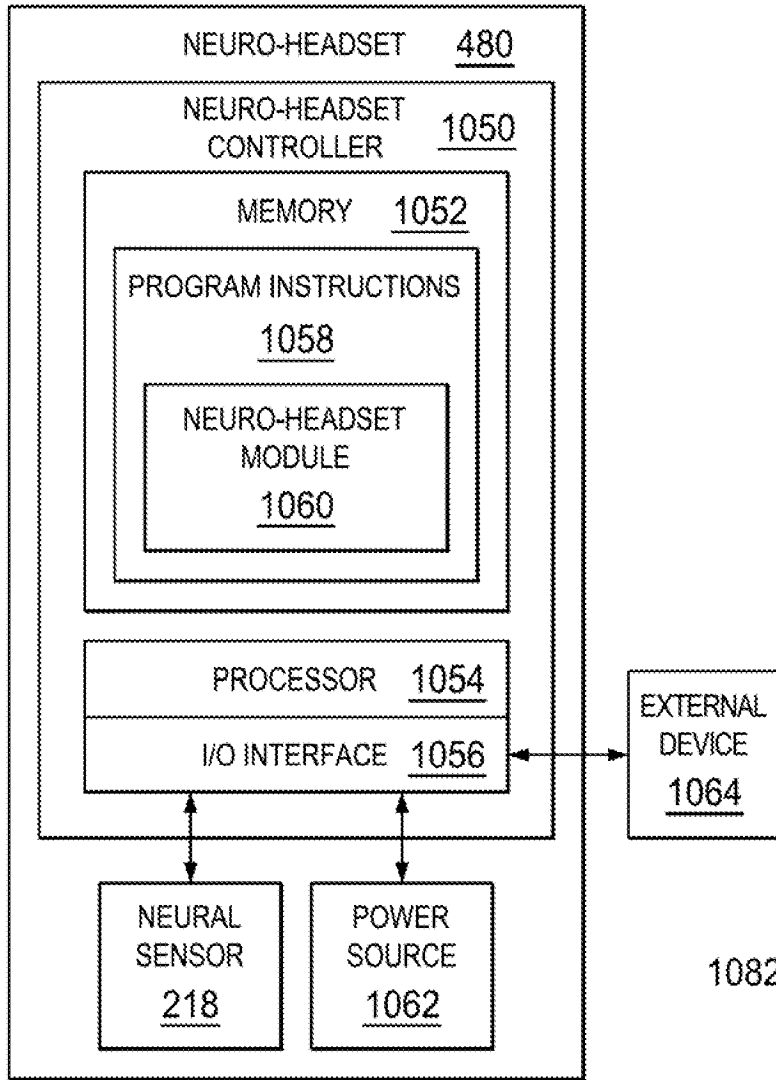 NEURO-HEADSET 480
NEURO-HEADSET
CONTROLLER 1050
MEMORY 1052
PROGRAM INSTRUCTIONS
1058
NEURO-HEADSET
MODULE
1060
PROCESSOR 1054
I/O INTERFACE 1056
EXTERNAL
DEVICE
1064
NEURAL
SENSOR
218
POWER
SOURCE
1062
1082